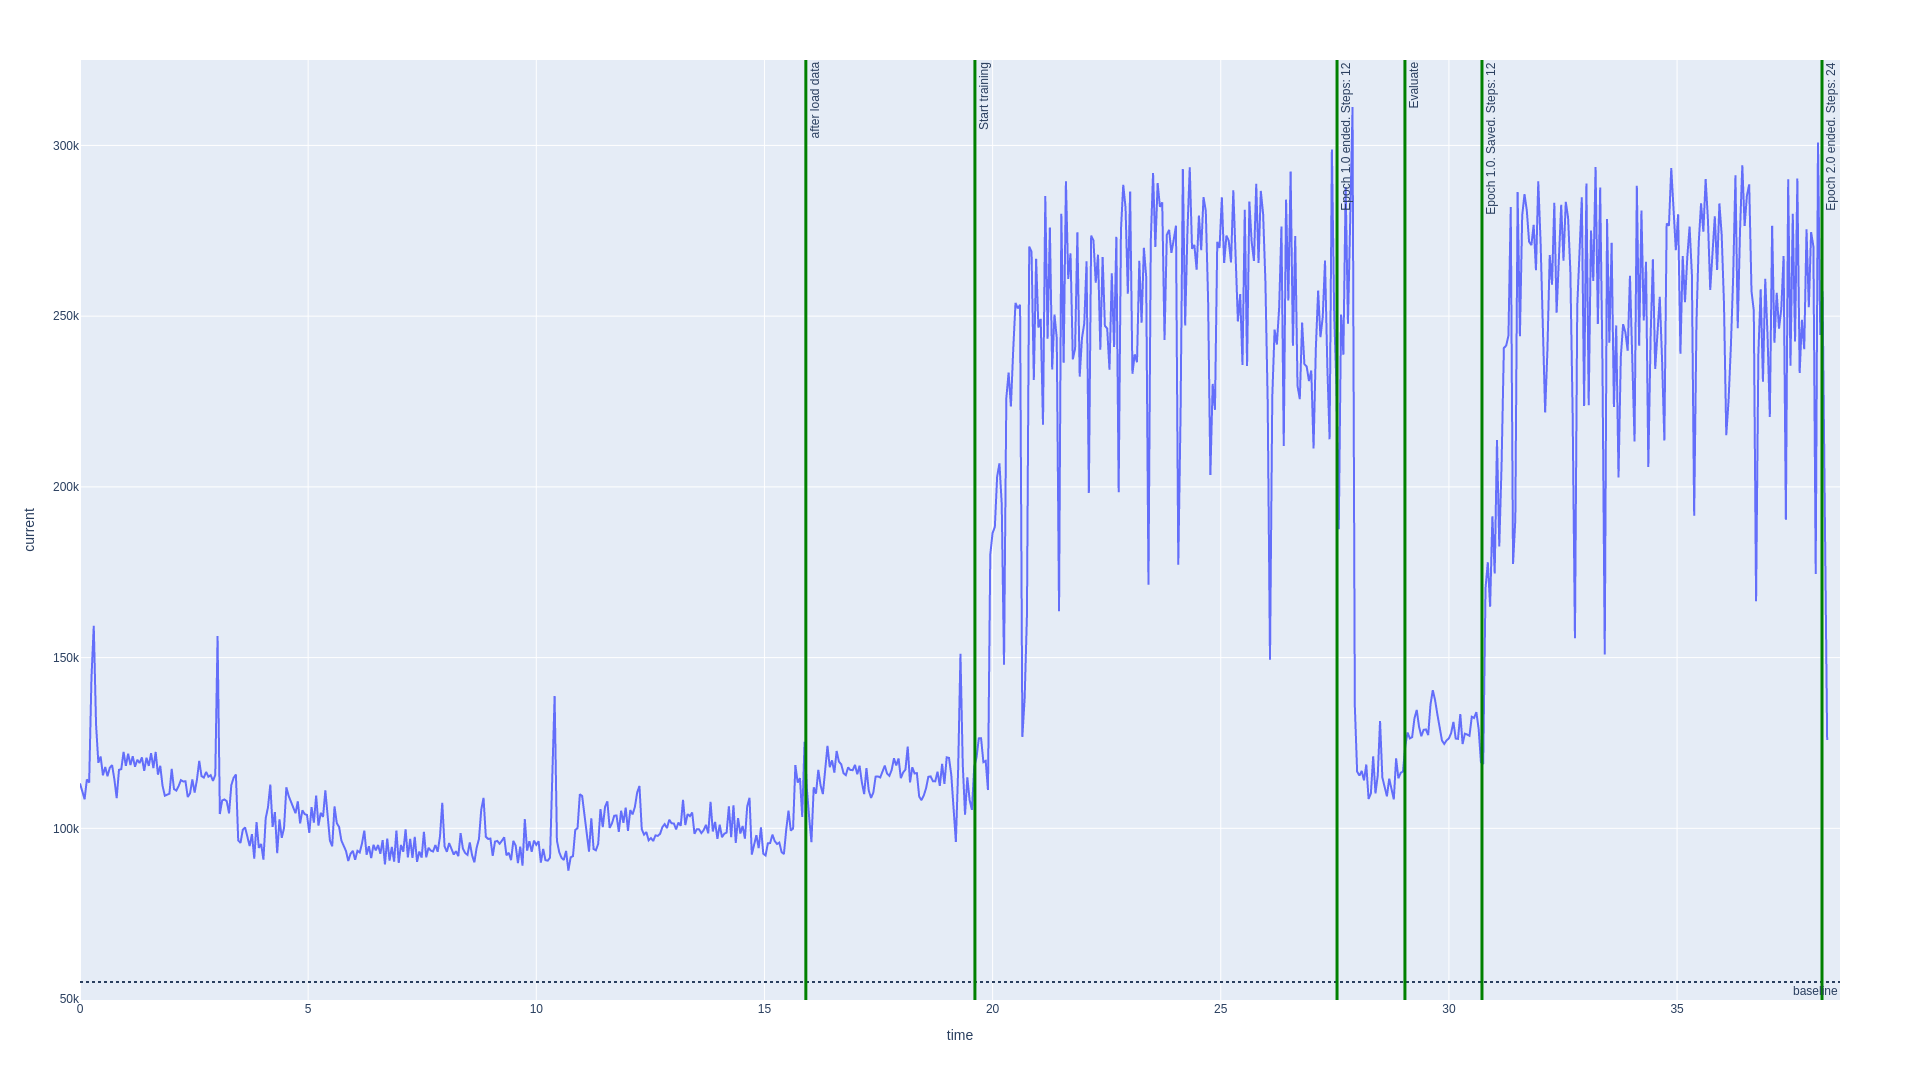 after load data
Start training
Epoch 1.0 ended. Steps: 12
Evaluate
Epoch 1.0. Saved. Steps: 12
Epoch 2.0 ended. Steps: 24
300k
250k
200k
150k
100k
50k
current
baseline
0
5
10
15
20
25
30
35
time